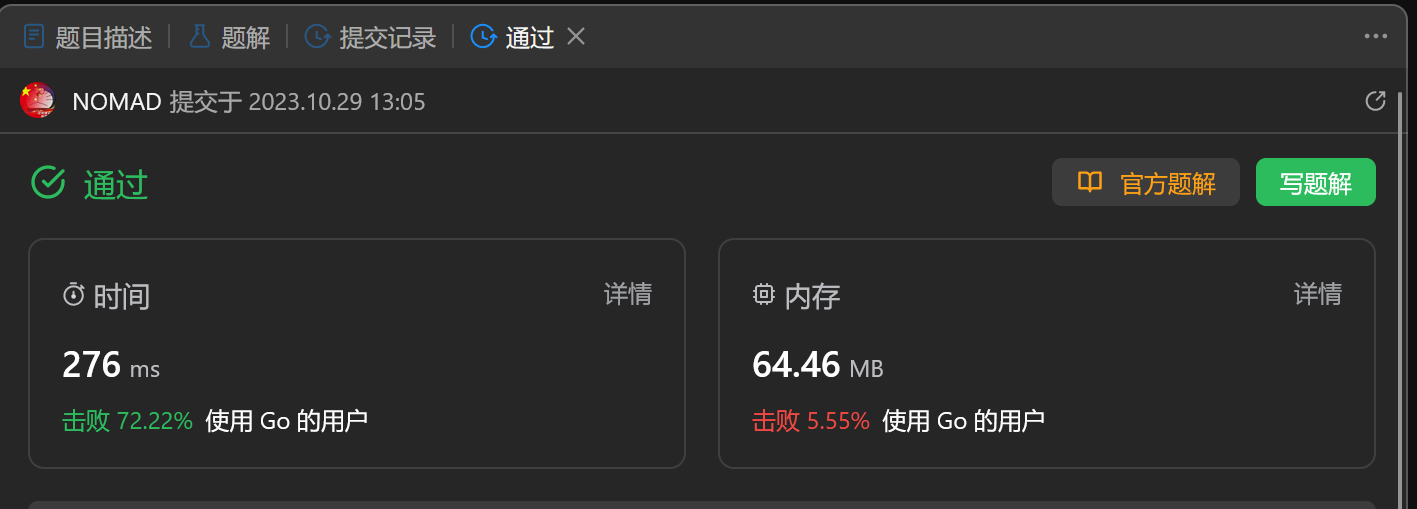 题目描述 题解 提交记录 通过
NOMAD 提交于 2023.10.29 13:05
通过 官方题解 写题解
时间 详情 内存 详情
276 ms 64.46 MB
击败 72.22% 使用 Go 的用户 击败 5.55% 使用 Go 的用户